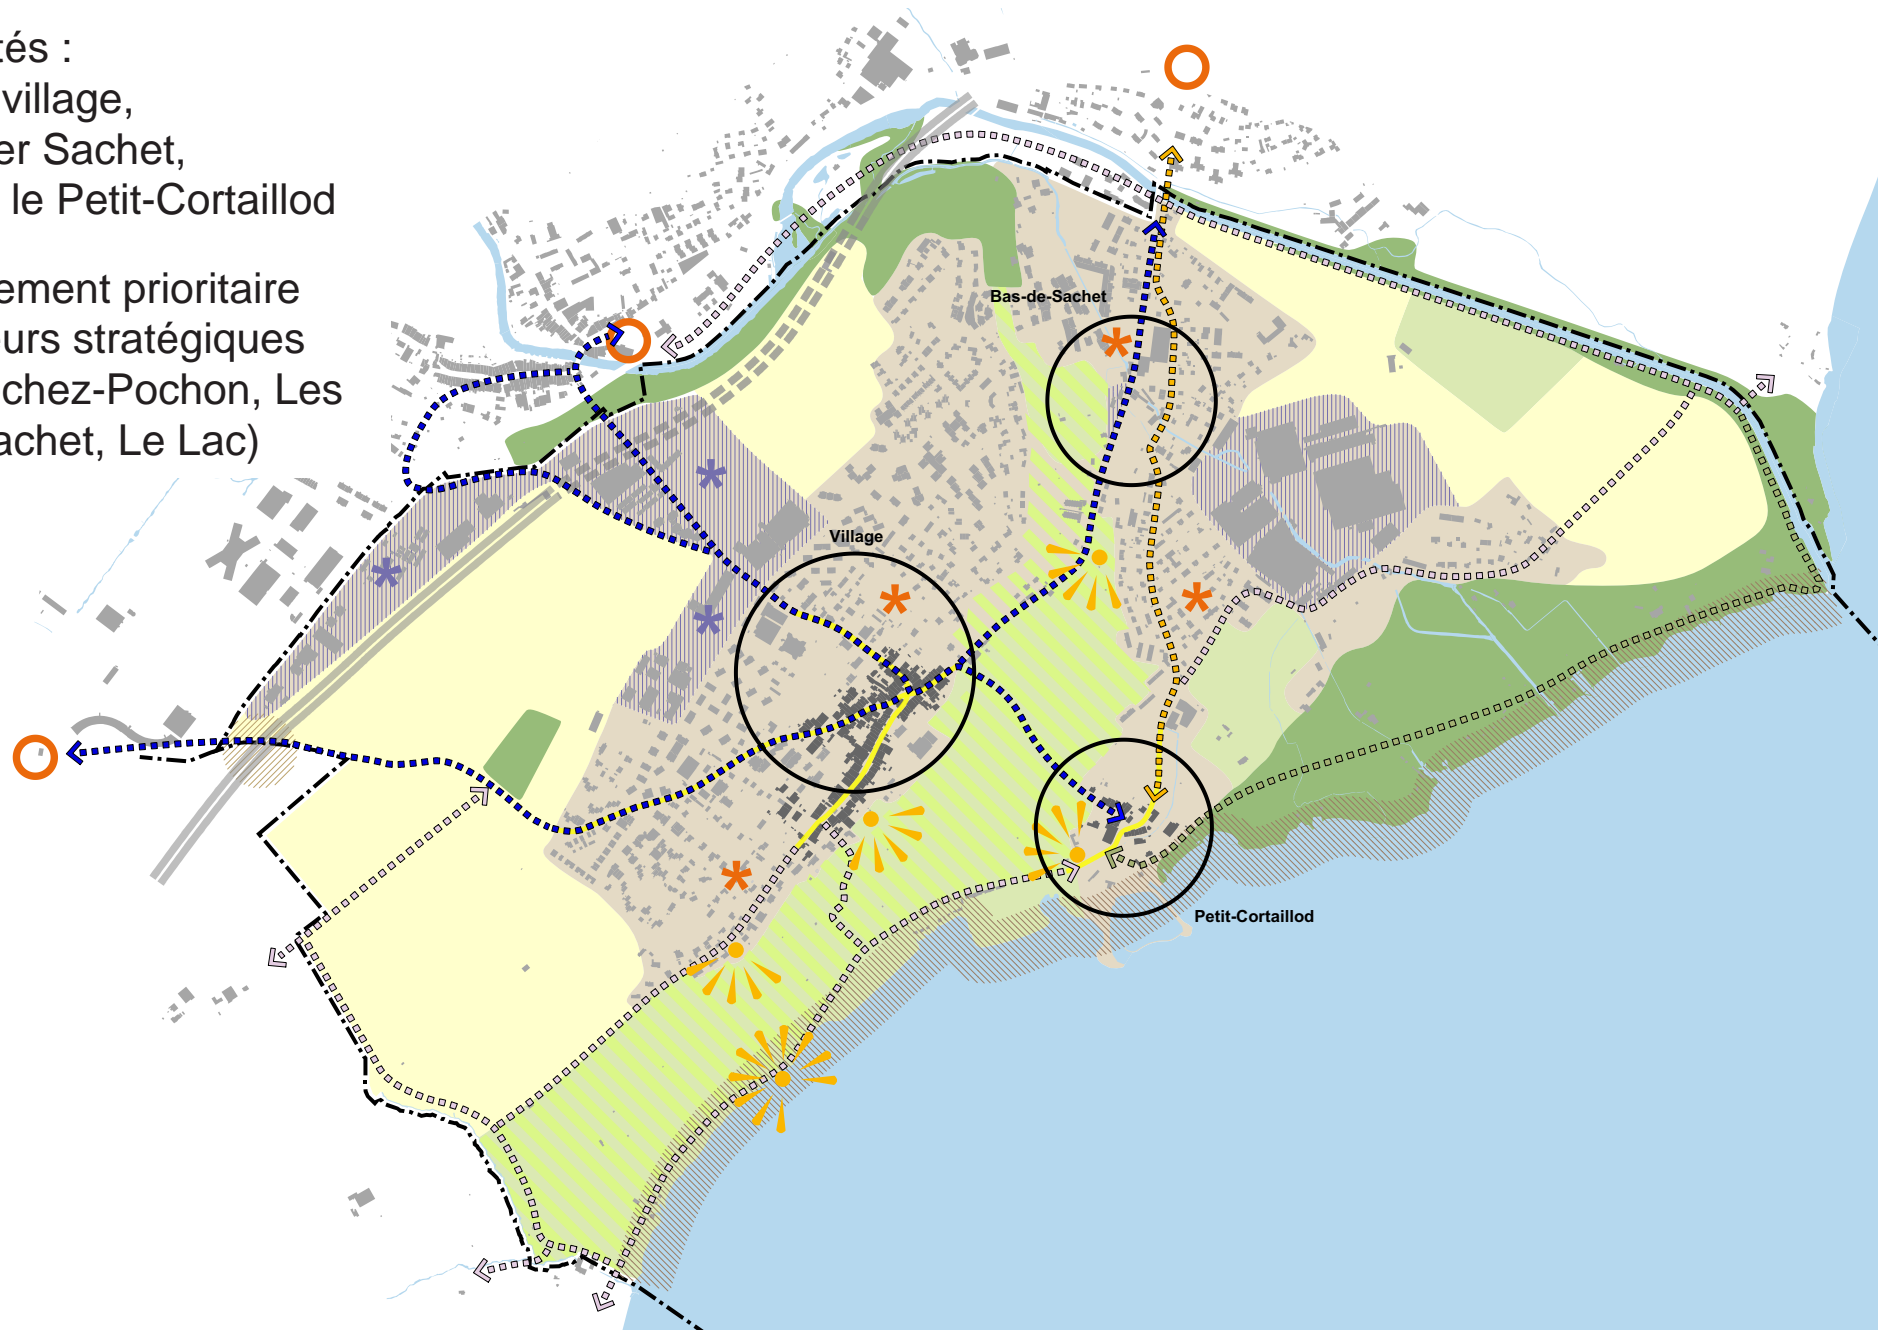 tés :
village,
er Sachet,
le Petit-Cortaillod
ement prioritaire
urs stratégiques
chez-Pochon, Les
achet, Le Lac)
Bas-de-Sachet
Village
Petit-Cortaillod